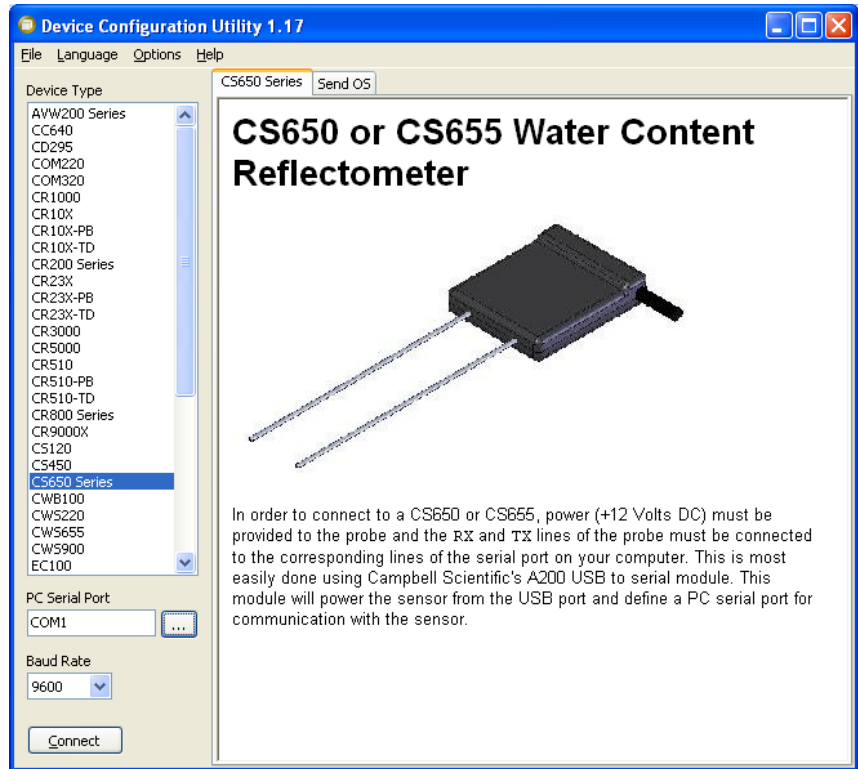 Device Configuration Utility 1.17
File Language Options Help
Device Type
AVW200 Series
CC640
CD295
COM220
COM320
CR1000
CR10X
CR10X-PB
CR10X-TD
CR200 Series
CR23X
CR23X-PB
CR23X-TD
CR3000
CR5000
CR510
CR510-PB
CR510-TD
CR800 Series
CR9000X
CS120
CS450
CS650 Series
CWB100
CWS220
CWS655
CWS900
EC100
PC Serial Port
COM1
...
Baud Rate
9600
Connect
CS650 Series Send OS
CS650 or CS655 Water Content
Reflectometer
In order to connect to a CS650 or CS655, power (+12 Volts DC) must be
provided to the probe and the RX and TX lines of the probe must be connected
to the corresponding lines of the serial port on your computer. This is most
easily done using Campbell Scientific's A200 USB to serial module. This
module will power the sensor from the USB port and define a PC serial port for
communication with the sensor.